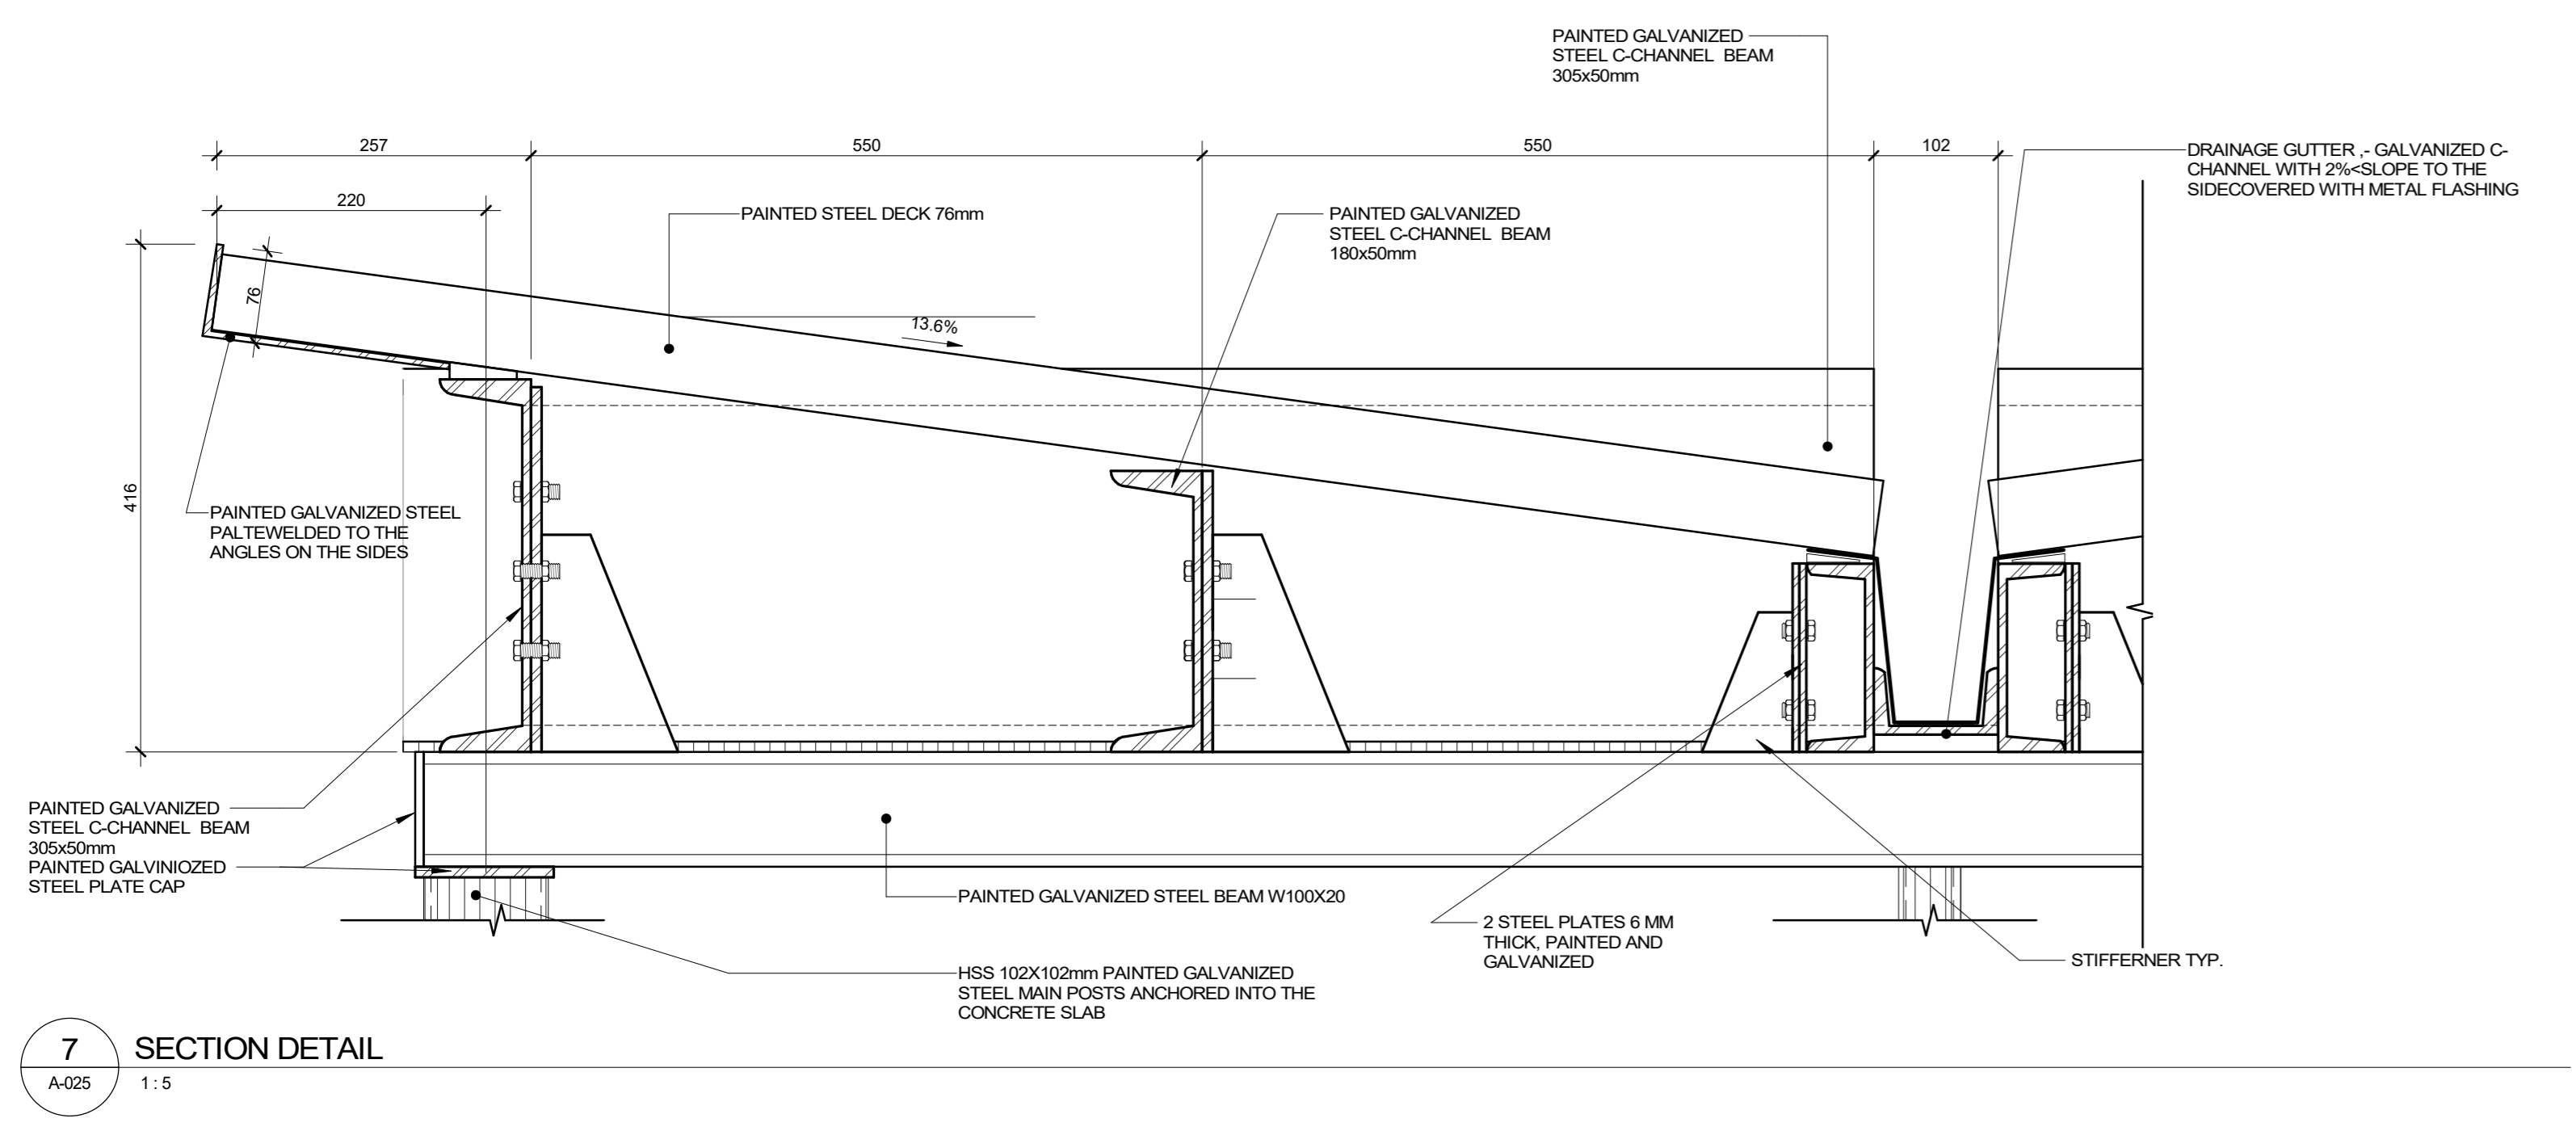 PAINTED GALVANIZED
STEEL C-CHANNEL BEAM
305x50mm
257
550
550
102
DRAINAGE GUTTER ,- GALVANIZED C-
CHANNEL WITH 2%<SLOPE TO THE
SIDECOVERED WITH METAL FLASHING
220
PAINTED STEEL DECK 76mm
PAINTED GALVANIZED
STEEL C-CHANNEL BEAM
180x50mm
76
13.6%
416
PAINTED GALVANIZED STEEL
PALTEWELDED TO THE
ANGLES ON THE SIDES
PAINTED GALVANIZED
STEEL C-CHANNEL BEAM
305x50mm
PAINTED GALVINIOZED
STEEL PLATE CAP
PAINTED GALVANIZED STEEL BEAM W100X20
2 STEEL PLATES 6 MM
THICK, PAINTED AND
GALVANIZED
STIFFERNER TYP.
HSS 102X102mm PAINTED GALVANIZED
STEEL MAIN POSTS ANCHORED INTO THE
CONCRETE SLAB
7
SECTION DETAIL
A-025
1 : 5